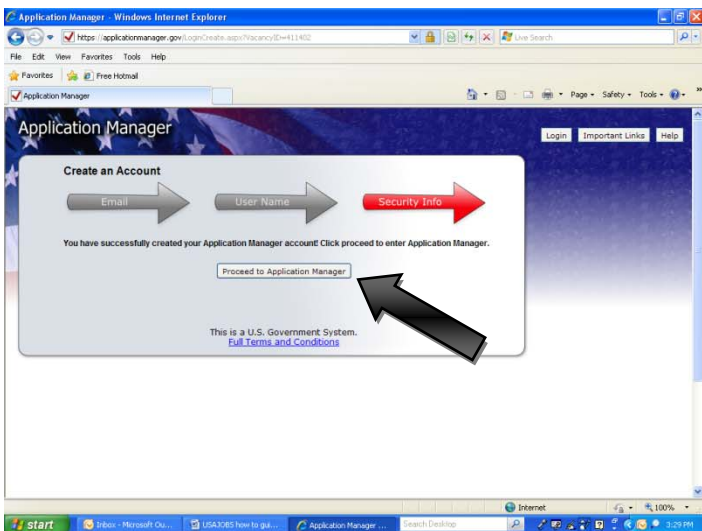 Application Manager - Windows Internet Explorer
https://applicationmanager.gov/LoginCreate.aspx?VacancyID=411402
Live Search
File Edit View Favorites Tools Help
Favorites Free Hotmail
Application Manager
Page Safety Tools
Application Manager
Login Important Links Help
Create an Account
Email User Name Security Info
You have successfully created your Application Manager account! Click proceed to enter Application Manager.
Proceed to Application Manager
This is a U.S. Government System.
Full Terms and Conditions
Internet 100%
start Inbox - Microsoft Ou... USAJOBS how to gui... Application Manager ... Search Desktop 3:29 PM